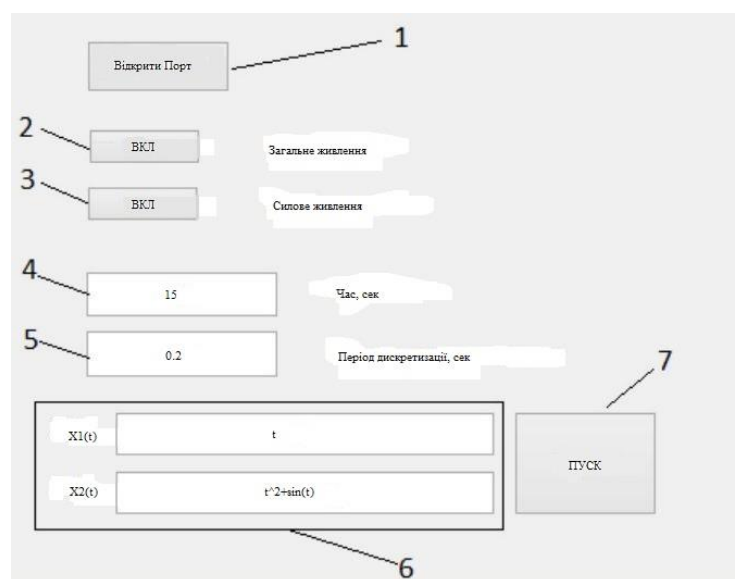 1
Відкрити Порт
2
ВКЛ
Загальне живлення
3
ВКЛ
Силове живлення
4
15
Час, сек
5
0.2
Період дискретизації, сек
7
X1(t)
t
ПУСК
X2(t)
t^2+sin(t)
6